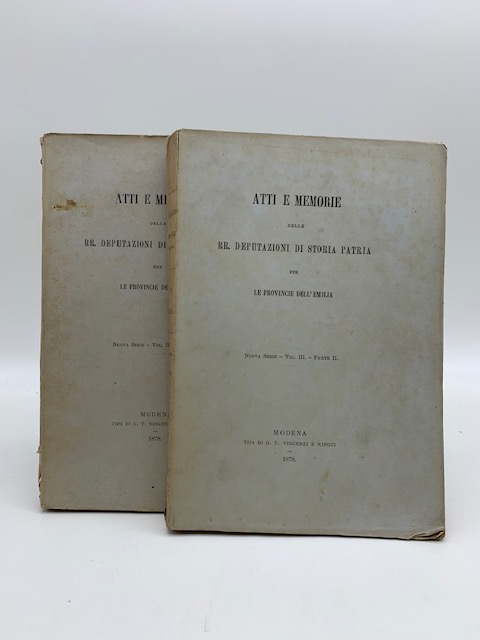 ATTI E
DELLE
RR. DEPUTAZIONI
PER
LE PROVINCIE
NUOVA SERIE – VOL.
MODENA
TIPI DI G. T.
1878.
ATTI E MEMORIE
DELLE
RR. DEPUTAZIONI DI STORIA PATRIA
PER
LE PROVINCIE DELL'EMILIA
NUOVA SERIE – VOL. III. – PARTE II.
MODENA
TIPI DI G. T. VINCENZI E NIPOTI
1878.